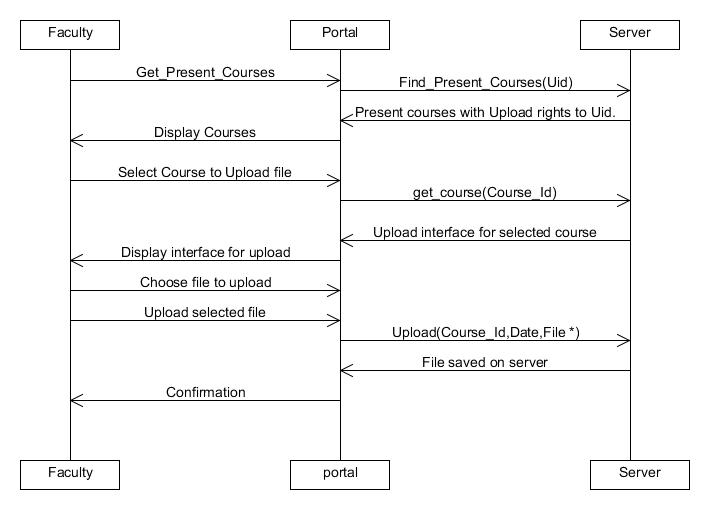 Faculty
Portal
Server
Get_Present_Courses
Find_Present_Courses(Uid)
Present courses with Upload rights to Uid.
Display Courses
Select Course to Upload file
get_course(Course_Id)
Upload interface for selected course
Display interface for upload
Choose file to upload
Upload selected file
Upload(Course_Id,Date,File *)
File saved on server
Confirmation
Faculty
portal
Server